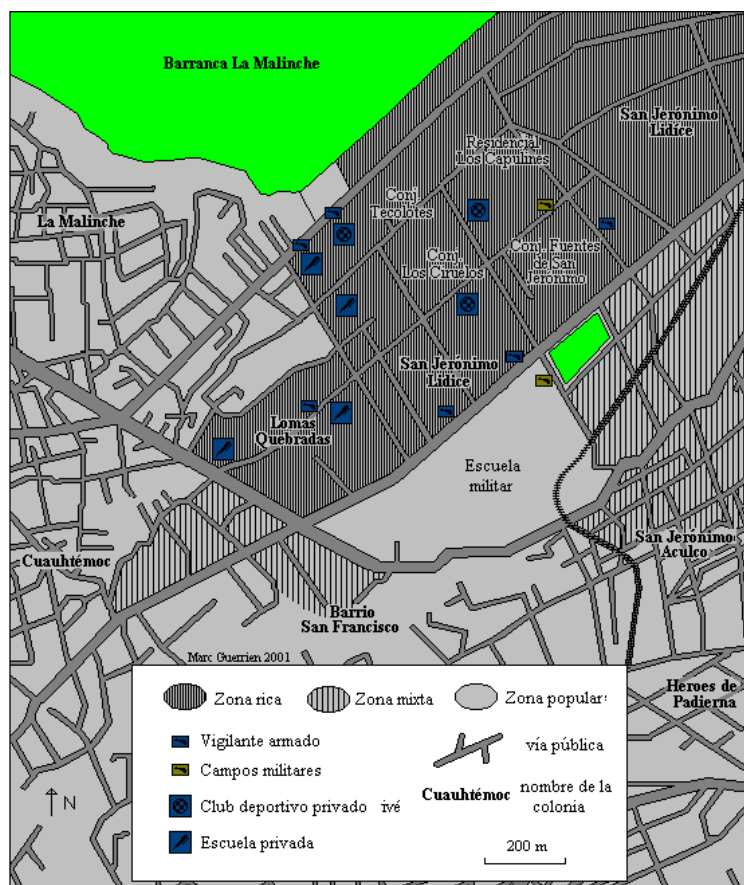 Barranca La Malinche
San Jerónimo
Lidíce
Residencial
Los Capulines
La Malinche
Conj.
Tecolotes
Conj. Fuentes
de San
Jerónimo
Conj.
Los Ciruelos
San Jerónimo
Lidíce
Lomas
Quebradas
Escuela
militar
San Jerónimo
Aculco
Cuauhtémoc
Barrio
San Francisco
Marc Guerrien 2001
Heroes de
Padierna
Zona rica
Zona mixta
Zona popular
Vigilante armado
vía pública
Campos militares
Club deportivo privado ivé
Cuauhtémoc
nombre de la
colonia
Escuela privada
N
200 m